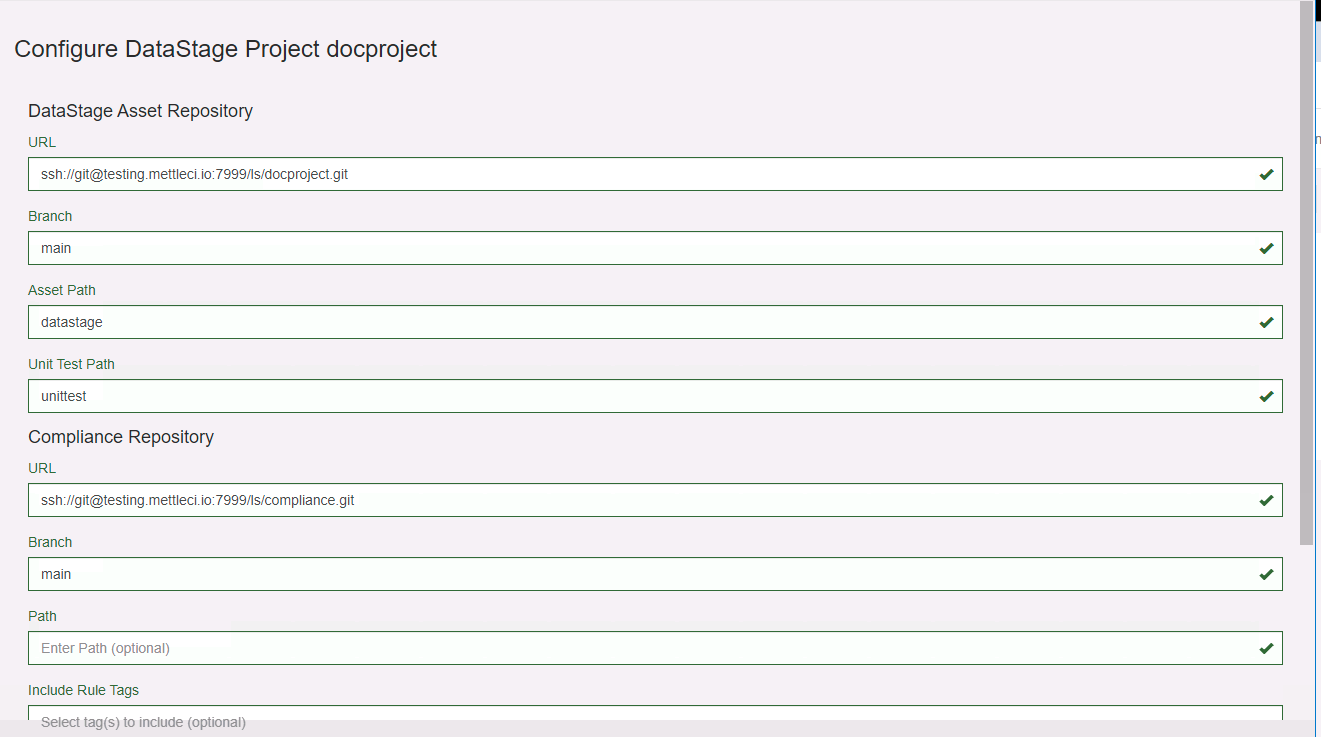 Configure DataStage Project docproject
DataStage Asset Repository
URL
ssh://git@testing.mettleci.io:7999/ls/docproject.git
Branch
main
Asset Path
datastage
Unit Test Path
unittest
Compliance Repository
URL
ssh://git@testing.mettleci.io:7999/ls/compliance.git
Branch
main
Path
Enter Path (optional)
Include Rule Tags
Select tag(s) to include (optional)